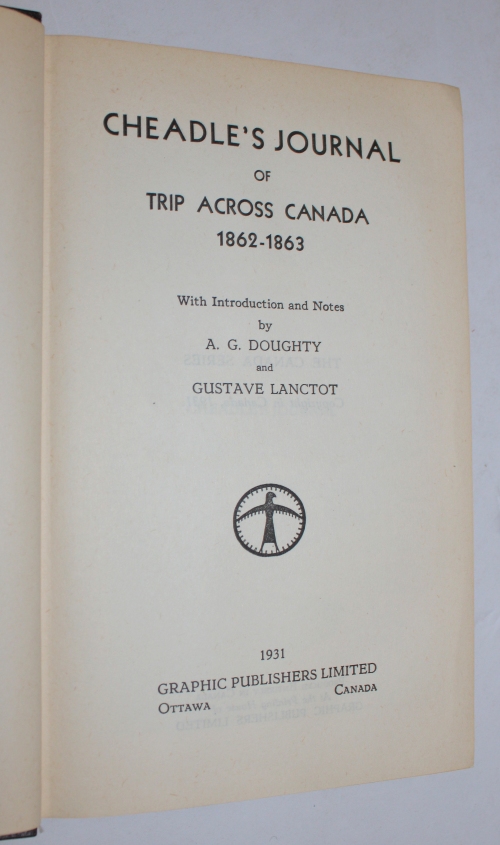 CHEADLE'S JOURNAL
OF
TRIP ACROSS CANADA
1862-1863
With Introduction and Notes
by
A. G. DOUGHTY
and
GUSTAVE LANCTOT
1931
GRAPHIC PUBLISHERS LIMITED
OTTAWA CANADA